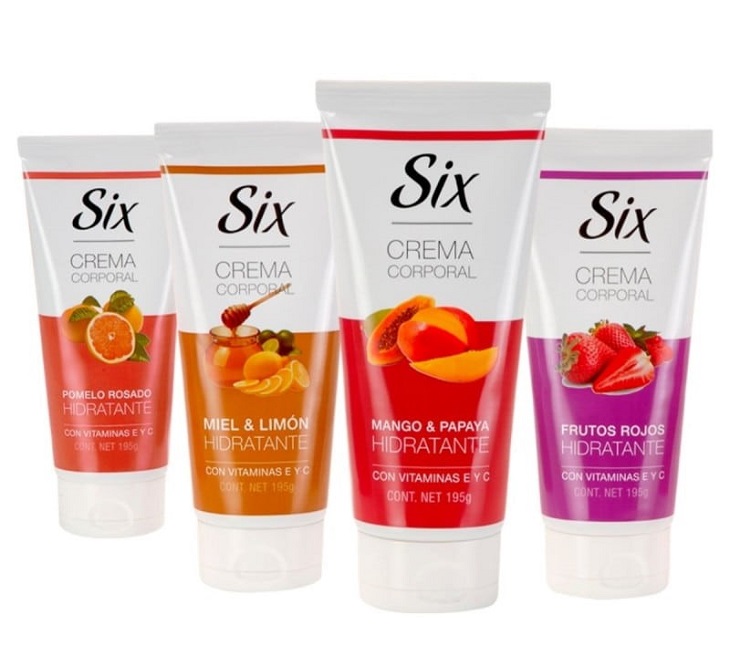 Six
CREMA
CORPORAL
POMELO ROSADO
HIDRATANTE
CON VITAMINAS E Y C
CONT. NET 195g
Six
CREMA
CORPORAL
MIEL & LIMÓN
HIDRATANTE
CON VITAMINAS E Y C
CONT. NET 195g
Six
CREMA
CORPORAL
MANGO & PAPAYA
HIDRATANTE
CON VITAMINAS E Y C
CONT. NET 195g
Six
CREMA
CORPORAL
FRUTOS ROJOS
HIDRATANTE
CON VITAMINAS E Y C
CONT. NET 195g